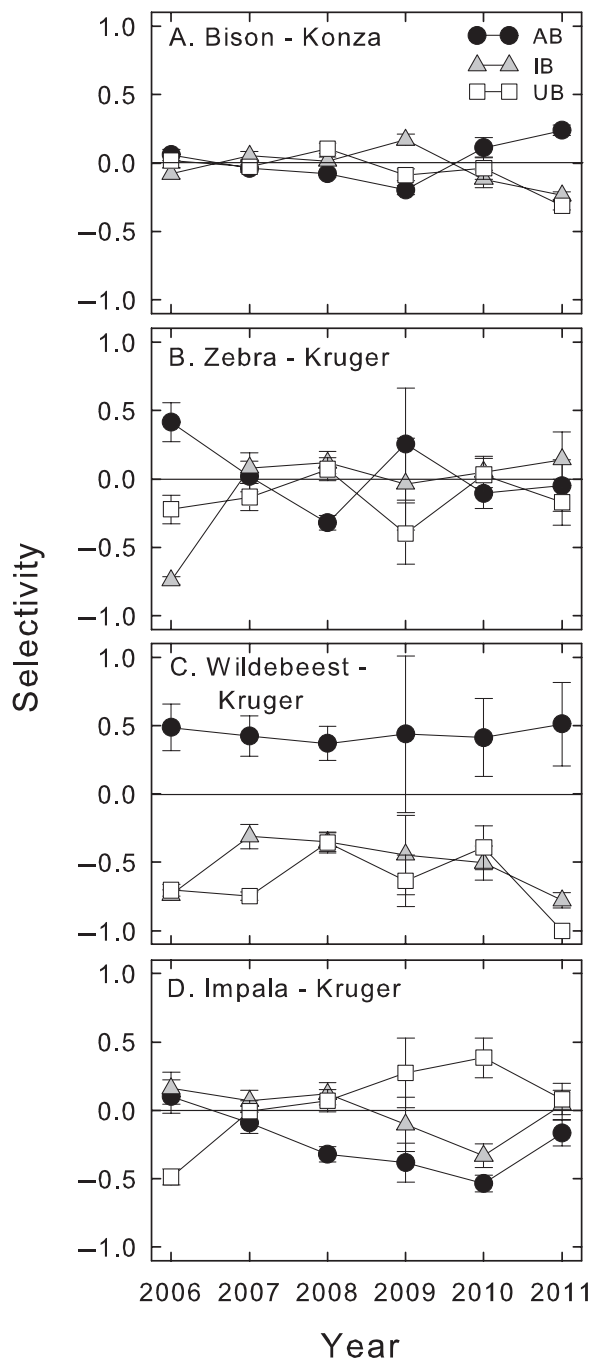 Selectivity
1.0
0.5
0.0
–0.5
–1.0
A. Bison - Konza
AB
IB
UB
1.0
0.5
0.0
–0.5
–1.0
B. Zebra - Kruger
1.0
0.5
0.0
–0.5
–1.0
C. Wildebeest -
Kruger
1.0
0.5
0.0
–0.5
–1.0
D. Impala - Kruger
2006 2007 2008 2009 2010 2011
Year